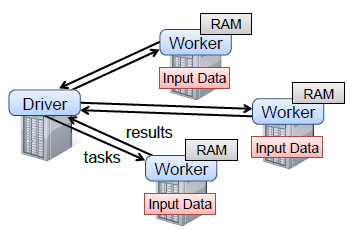 RAM
Worker
Input Data
Driver
RAM
Worker
Input Data
results
tasks
RAM
Worker
Input Data